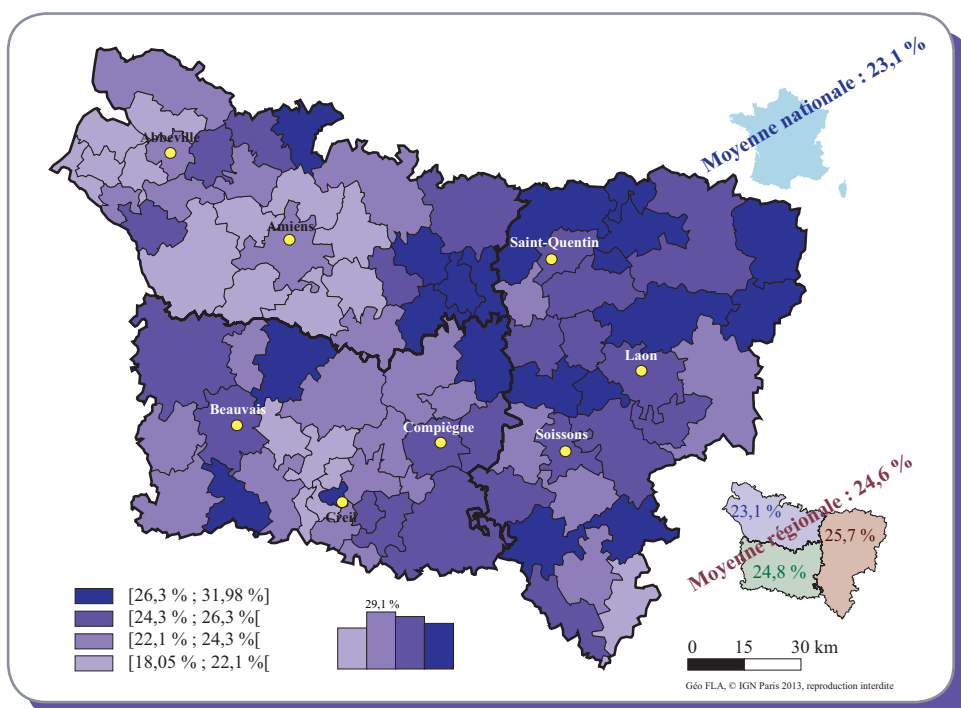 Moyenne nationale : 23,1 %
Abbeville
Amiens
Saint-Quentin
Laon
Beauvais
Compiègne
Soissons
Creil
Moyenne régionale : 24,6 %
23,1 %
25,7 %
24,8 %
[26,3 % ; 31,98 %]
[24,3 % ; 26,3 %[
[22,1 % ; 24,3 %[
[18,05 % ; 22,1 %[
29,1 %
0 15 30 km
Géo FLA, © IGN Paris 2013, reproduction interdite